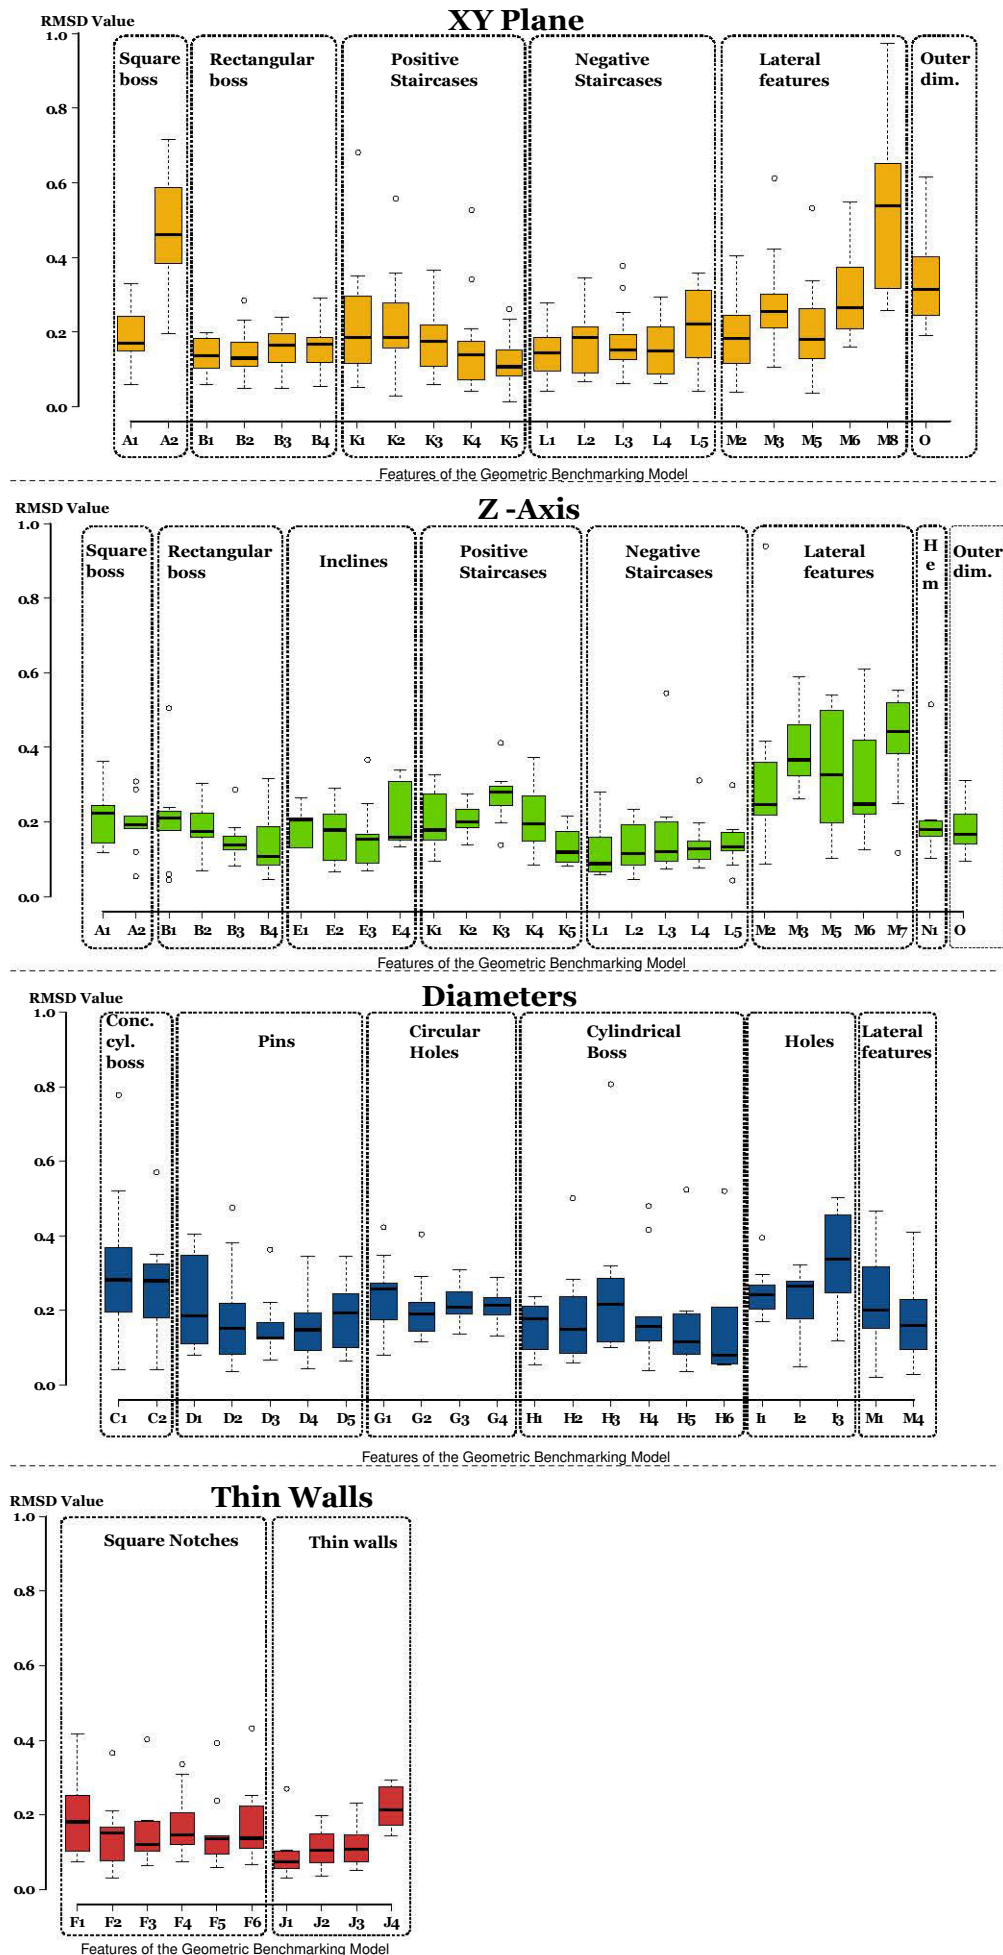 XY Plane
RMSD Value
1.0
Square boss
Rectangular boss
Positive Staircases
Negative Staircases
Lateral features
Outer dim.
0.8
0.6
0.4
0.2
0.0
A1 A2 B1 B2 B3 B4 K1 K2 K3 K4 K5 L1 L2 L3 L4 L5 M2 M3 M5 M6 M8 O
Features of the Geometric Benchmarking Model
Z -Axis
RMSD Value
1.0
Square boss
Rectangular boss
Inclines
Positive Staircases
Negative Staircases
Lateral features
Hem
Outer dim.
0.8
0.6
0.4
0.2
0.0
A1 A2 B1 B2 B3 B4 E1 E2 E3 E4 K1 K2 K3 K4 K5 L1 L2 L3 L4 L5 M2 M3 M5 M6 M7 N1 O
Features of the Geometric Benchmarking Model
Diameters
RMSD Value
1.0
Conc. cyl. boss
Pins
Circular Holes
Cylindrical Boss
Holes
Lateral features
0.8
0.6
0.4
0.2
0.0
C1 C2 D1 D2 D3 D4 D5 G1 G2 G3 G4 H1 H2 H3 H4 H5 H6 I1 I2 I3 M1 M4
Features of the Geometric Benchmarking Model
Thin Walls
RMSD Value
1.0
Square Notches
Thin walls
0.8
0.6
0.4
0.2
0.0
F1 F2 F3 F4 F5 F6 J1 J2 J3 J4
Features of the Geometric Benchmarking Model